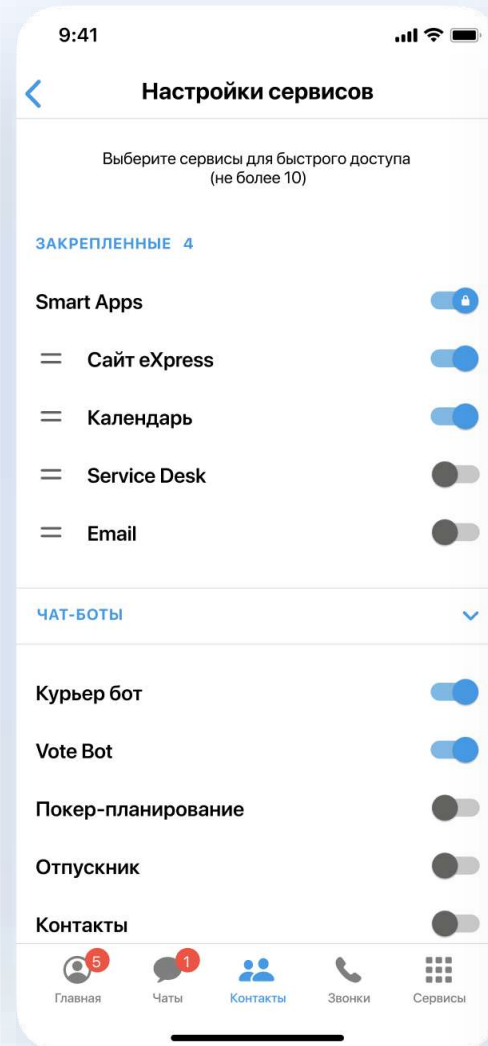 9:41
Настройки сервисов
Выберите сервисы для быстрого доступа
(не более 10)
ЗАКРЕПЛЕННЫЕ 4
Smart Apps
Сайт eXpress
Календарь
Service Desk
Email
ЧАТ-БОТЫ
Курьер бот
Vote Bot
Покер-планирование
Отпускник
Контакты
5 1
Главная Чаты Контакты Звонки Сервисы